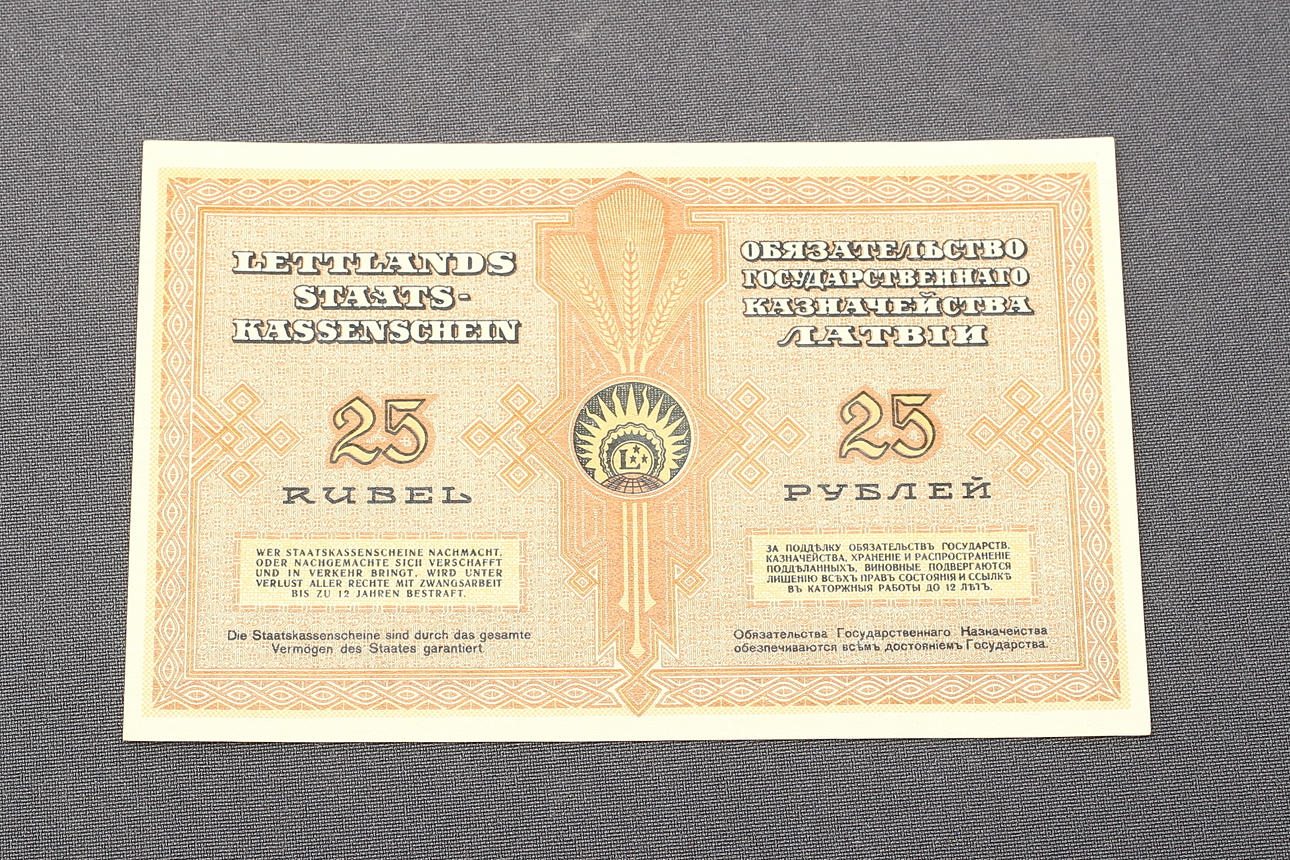 LETTLANDS
STAATS-
KASSENSCHEIN
25
RUBEL
WER STAATSKASSENSCHEINE NACHMACHT,
ODER NACHGEMACHTE SICH VERSCHAFFT
UND IN VERKEHR BRINGT, WIRD UNTER
VERLUST ALLER RECHTE MIT ZWANGSARBEIT
BIS ZU 12 JAHREN BESTRAFT.
Die Staatskassenscheine sind durch das gesamte
Vermögen des Staates garantiert
L
ОБЯЗАТЕЛЬСТВО
ГОСУДАРСТВЕННАГО
КАЗНАЧЕЙСТВА
ЛАТВІИ
25
РУБЛЕЙ
ЗА ПОДДѢЛКУ ОБЯЗАТЕЛЬСТВЪ ГОСУДАРСТВ.
КАЗНАЧЕЙСТВА, ХРАНЕНІЕ И РАСПРОСТРАНЕНІЕ
ПОДДѢЛАННЫХЪ, ВИНОВНЫЕ ПОДВЕРГАЮТСЯ
ЛИШЕНІЮ ВСѢХЪ ПРАВЪ СОСТОЯНІЯ И ССЫЛКѢ
ВЪ КАТОРЖНЫЯ РАБОТЫ ДО 12 ЛѢТЪ.
Обязательства Государственнаго Казначейства
обезпечиваются всѣмъ достояніемъ Государства.